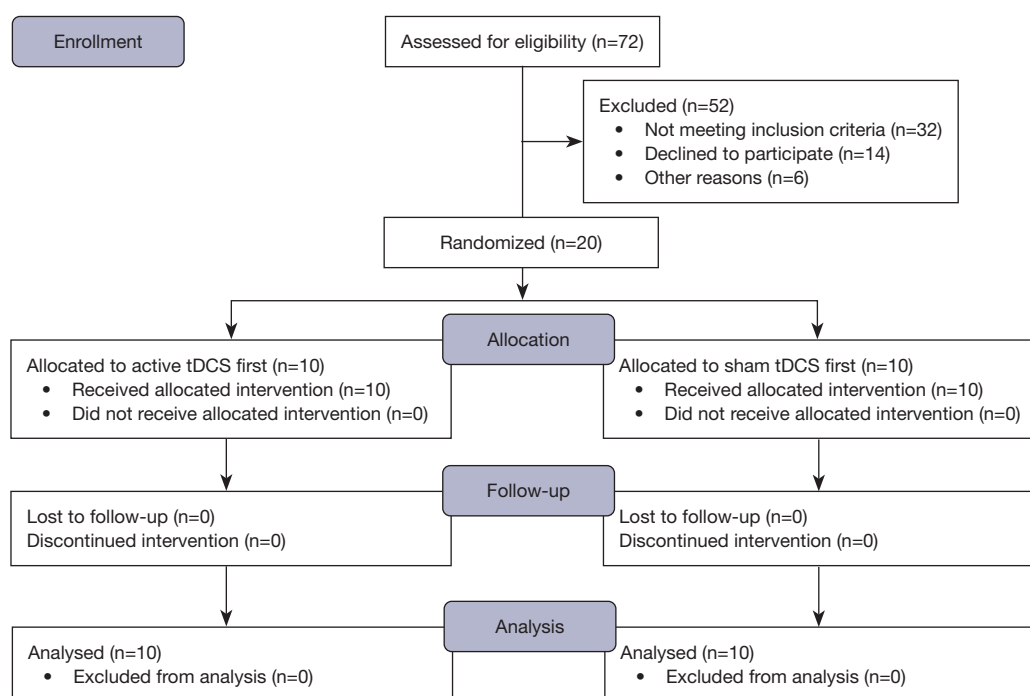 Enrollment
Assessed for eligibility (n=72)
Excluded (n=52)
• Not meeting inclusion criteria (n=32)
• Declined to participate (n=14)
• Other reasons (n=6)
Randomized (n=20)
Allocation
Allocated to active tDCS first (n=10)
• Received allocated intervention (n=10)
• Did not receive allocated intervention (n=0)
Allocated to sham tDCS first (n=10)
• Received allocated intervention (n=10)
• Did not receive allocated intervention (n=0)
Follow-up
Lost to follow-up (n=0)
Discontinued intervention (n=0)
Lost to follow-up (n=0)
Discontinued intervention (n=0)
Analysis
Analysed (n=10)
• Excluded from analysis (n=0)
Analysed (n=10)
• Excluded from analysis (n=0)